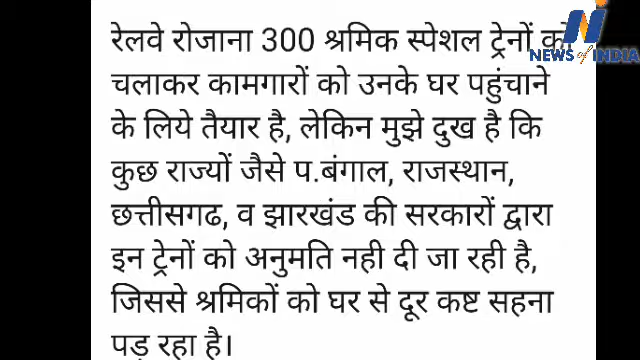 रेलवे रोजाना 300 श्रमिक स्पेशल ट्रेनों को
चलाकर कामगारों को उनके घर पहुंचाने
के लिये तैयार है, लेकिन मुझे दुख है कि
कुछ राज्यों जैसे प.बंगाल, राजस्थान,
छत्तीसगढ, व झारखंड की सरकारों द्वारा
इन ट्रेनों को अनुमति नही दी जा रही है,
जिससे श्रमिकों को घर से दूर कष्ट सहना
पड़ रहा है।
NEWS of INDIA